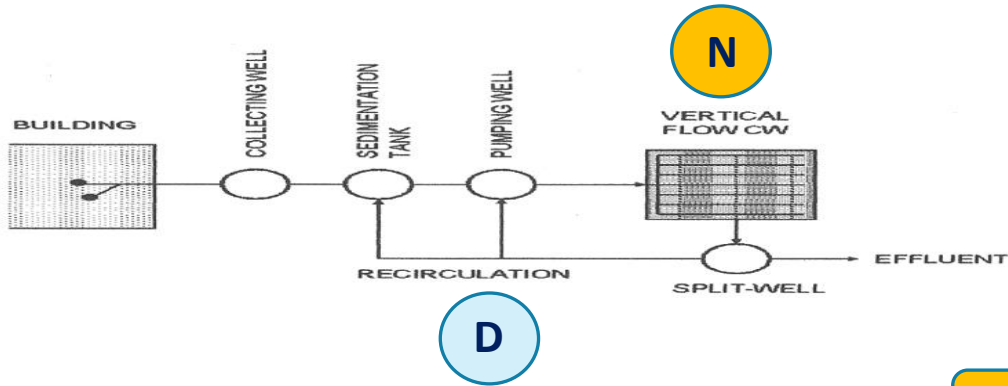 N
BUILDING
COLLECTING WELL
SEDIMENTATION
TANK
PUMPING WELL
VERTICAL
FLOW CW
EFFLUENT
RECIRCULATION
SPLIT-WELL
D